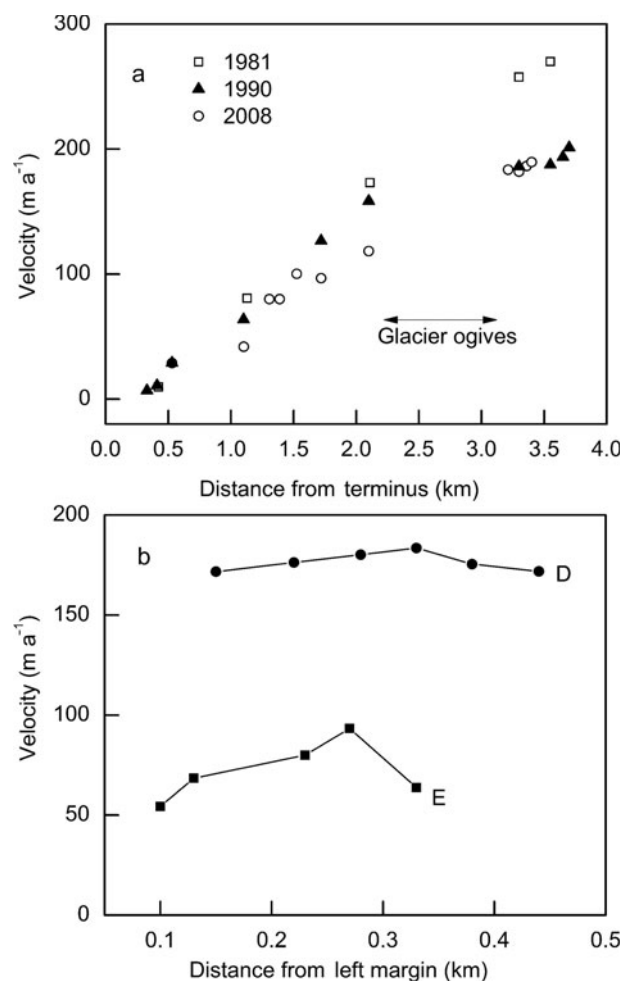 300
a
1981
1990
2008
200
Velocity (m a⁻¹)
100
Glacier ogives
0
0.0 0.5 1.0 1.5 2.0 2.5 3.0 3.5 4.0
Distance from terminus (km)
200
b
D
150
Velocity (m a⁻¹)
100
E
50
0
0.1 0.2 0.3 0.4 0.5
Distance from left margin (km)